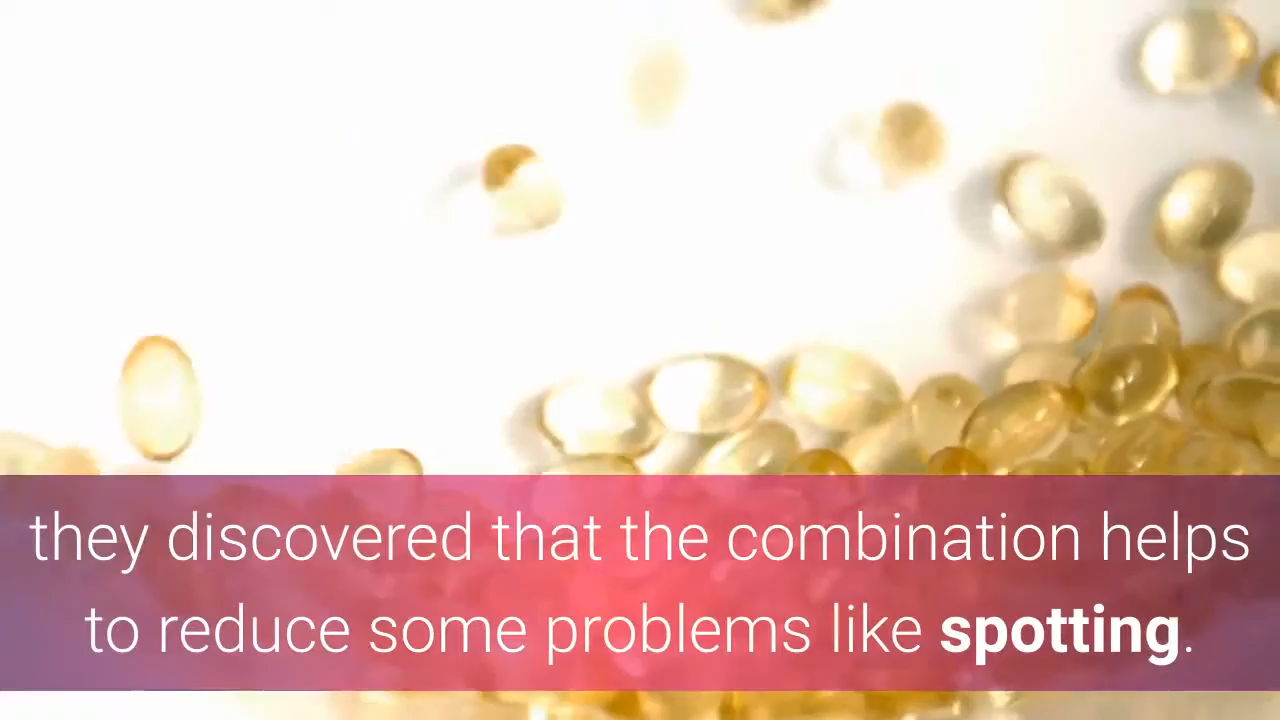 they discovered that the combination helps
to reduce some problems like spotting.